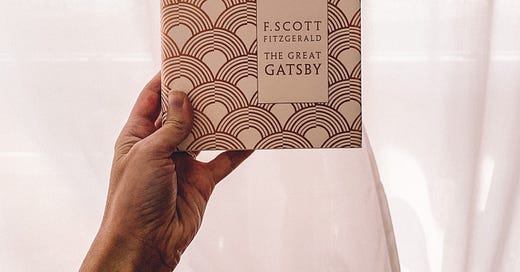 F. SCOTT
FITZGERALD
THE GREAT
GATSBY